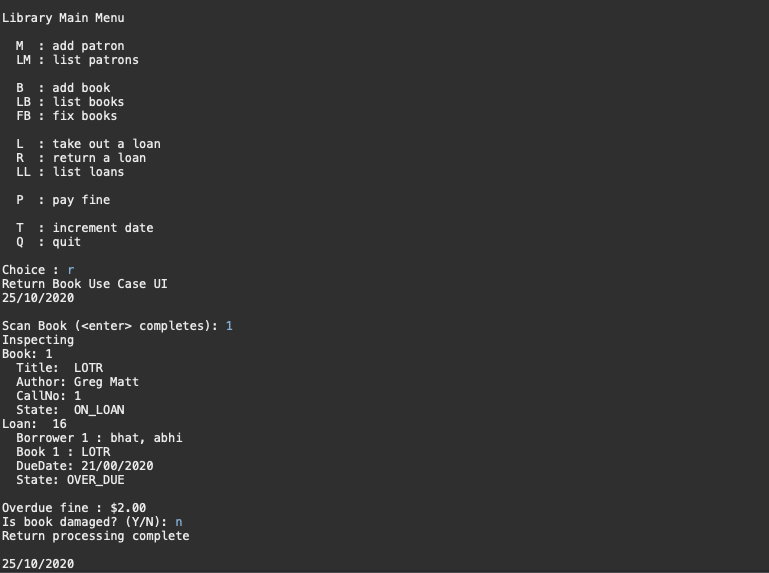 Library Main Menu
M : add patron
LM : list patrons
B : add book
LB : list books
FB : fix books
L : take out a loan
R : return a loan
LL : list loans
P : pay fine
T : increment date
Q : quit
Choice : r
Return Book Use Case UI
25/10/2020
Scan Book (<enter> completes): 1
Inspecting
Book: 1
Title: LOTR
Author: Greg Matt
CallNo: 1
State: ON_LOAN
Loan: 16
Borrower 1 : bhat, abhi
Book 1 : LOTR
DueDate: 21/00/2020
State: OVER_DUE
Overdue fine : $2.00
Is book damaged? (Y/N): n
Return processing complete
25/10/2020